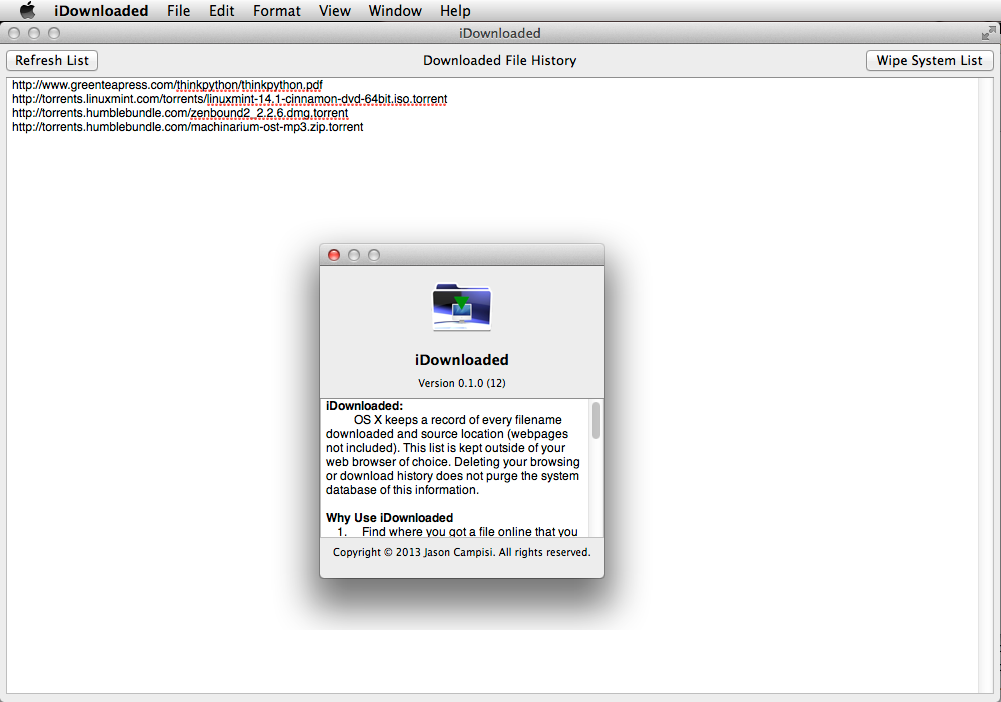 iDownloaded File Edit Format View Window Help
iDownloaded
Refresh List Downloaded File History Wipe System List
http://www.greenteapress.com/thinkpython/thinkpython.pdf
http://torrents.linuxmint.com/torrents/linuxmint-14.1-cinnamon-dvd-64bit.iso.torrent
http://torrents.humblebundle.com/zenbound2_2.2.6.dmg.torrent
http://torrents.humblebundle.com/machinarium-ost-mp3.zip.torrent
iDownloaded
Version 0.1.0 (12)
iDownloaded:
OS X keeps a record of every filename
downloaded and source location (webpages
not included). This list is kept outside of your
web browser of choice. Deleting your browsing
or download history does not purge the system
database of this information.
Why Use iDownloaded
1. Find where you got a file online that you
Copyright © 2013 Jason Campisi. All rights reserved.